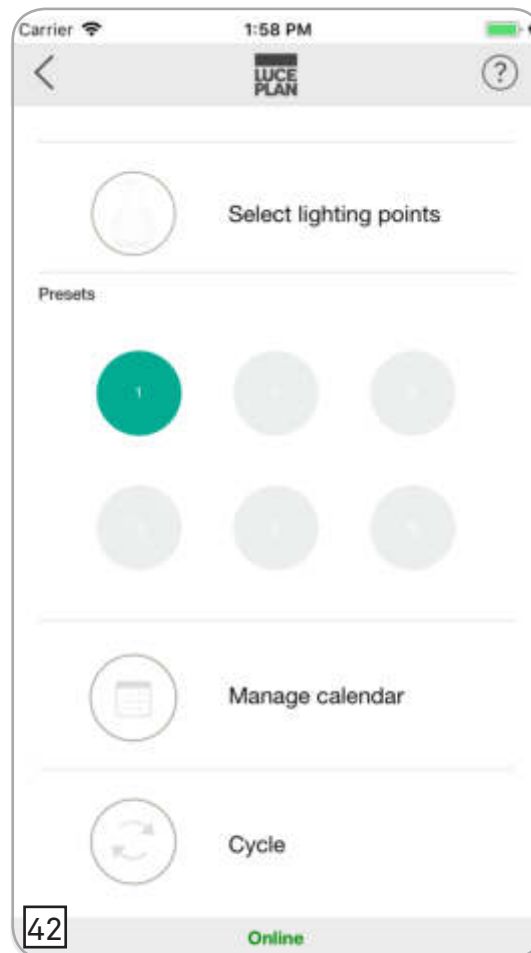 Carrier 1:58 PM
LUCE
PLAN
?
Select lighting points
Presets
1
Manage calendar
Cycle
42
Online